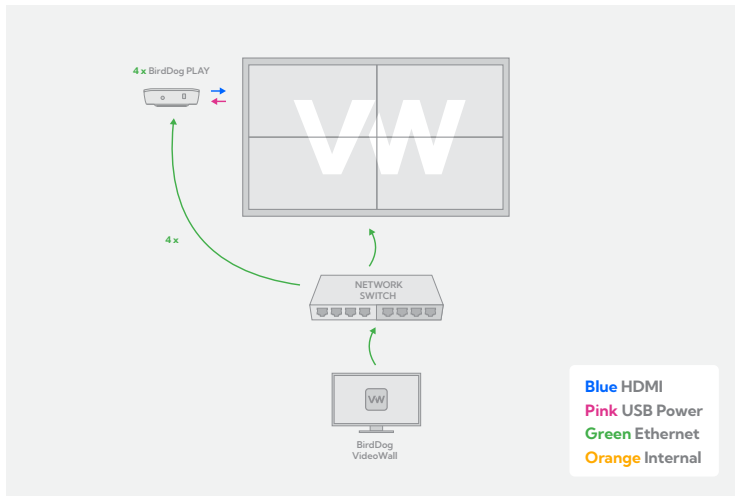 4 x BirdDog PLAY
VW
4 x
NETWORK
SWITCH
VW
BirdDog
VideoWall
Blue HDMI
Pink USB Power
Green Ethernet
Orange Internal